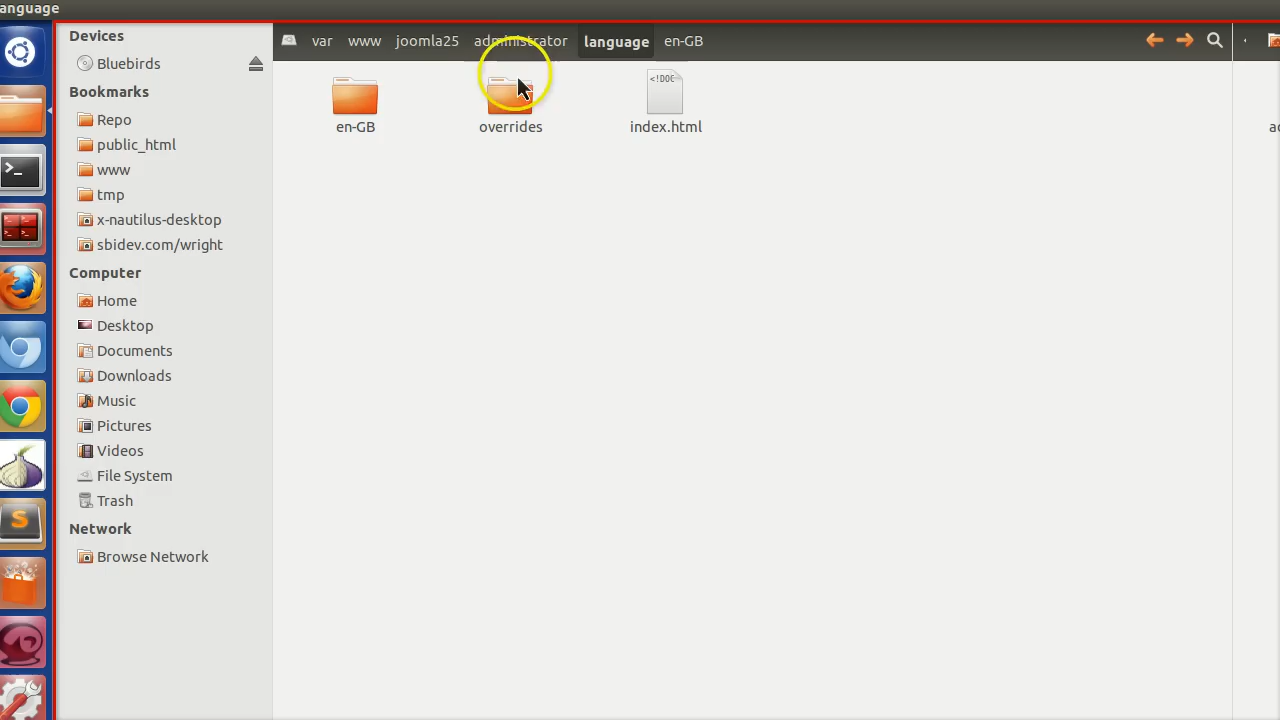 anguage
Devices
Bluebirds
Bookmarks
Repo
public_html
www
tmp
x-nautilus-desktop
sbidev.com/wright
Computer
Home
Desktop
Documents
Downloads
Music
Pictures
Videos
File System
Trash
Network
Browse Network
var www joomla25 administrator language en-GB
<!DOC
en-GB overrides index.html